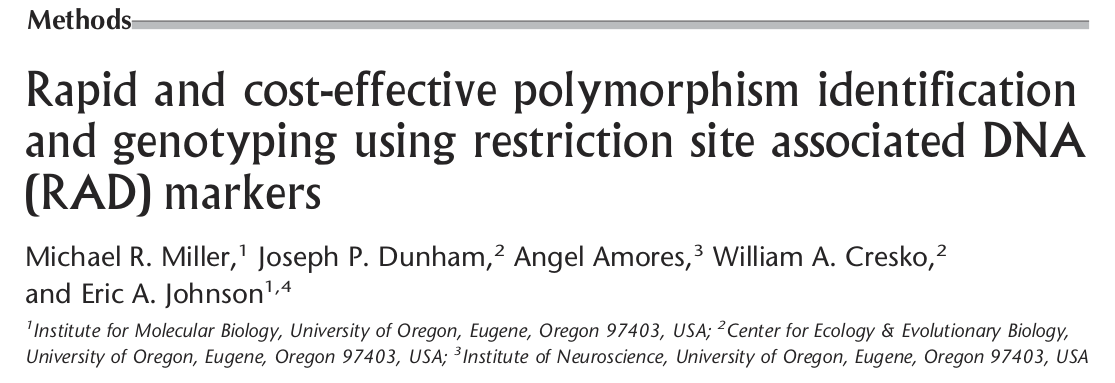 Methods
Rapid and cost-effective polymorphism identification
and genotyping using restriction site associated DNA
(RAD) markers
Michael R. Miller,¹ Joseph P. Dunham,² Angel Amores,³ William A. Cresko,²
and Eric A. Johnson¹,⁴
¹Institute for Molecular Biology, University of Oregon, Eugene, Oregon 97403, USA; ²Center for Ecology & Evolutionary Biology,
University of Oregon, Eugene, Oregon 97403, USA; ³Institute of Neuroscience, University of Oregon, Eugene, Oregon 97403, USA